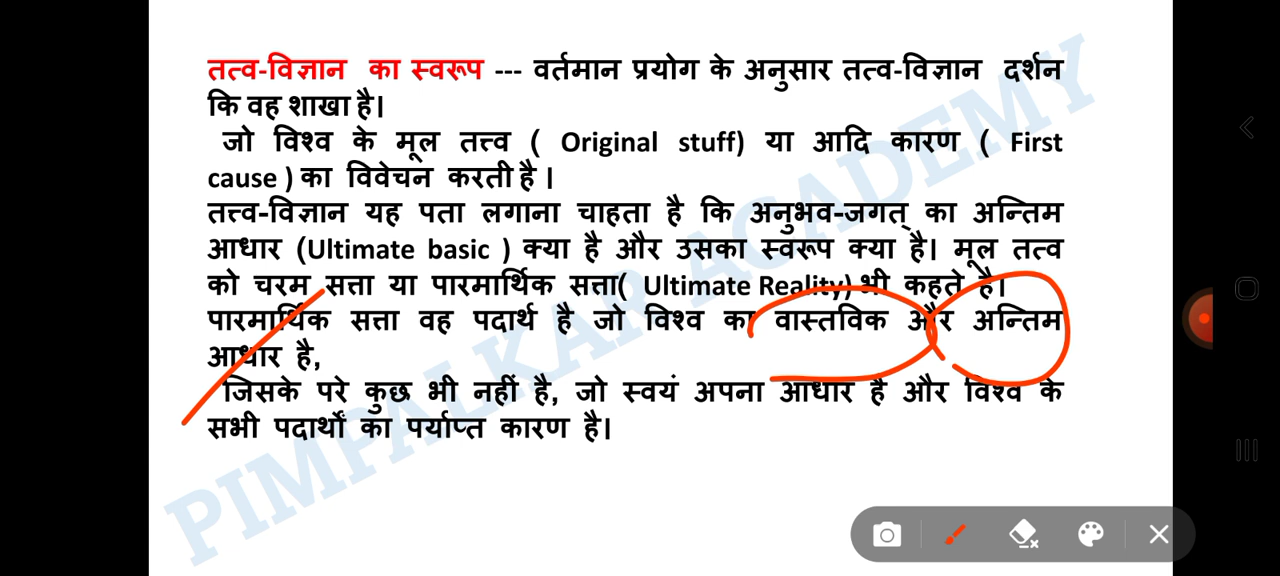 तत्व-विज्ञान का स्वरूप --- वर्तमान प्रयोग के अनुसार तत्व-विज्ञान दर्शन
कि वह शाखा है।
जो विश्व के मूल तत्त्व ( Original stuff) या आदि कारण ( First
cause ) का विवेचन करती है ।
तत्त्व-विज्ञान यह पता लगाना चाहता है कि अनुभव-जगत् का अन्तिम
आधार (Ultimate basic ) क्या है और उसका स्वरूप क्या है। मूल तत्व
को चरम सत्ता या पारमार्थिक सत्ता( Ultimate Reality) भी कहते है।
पारमार्थिक सत्ता वह पदार्थ है जो विश्व का वास्तविक और अन्तिम
आधार है,
जिसके परे कुछ भी नहीं है, जो स्वयं अपना आधार है और विश्व के
सभी पदार्थों का पर्याप्त कारण है।
PIMPALKAR ACADEMY